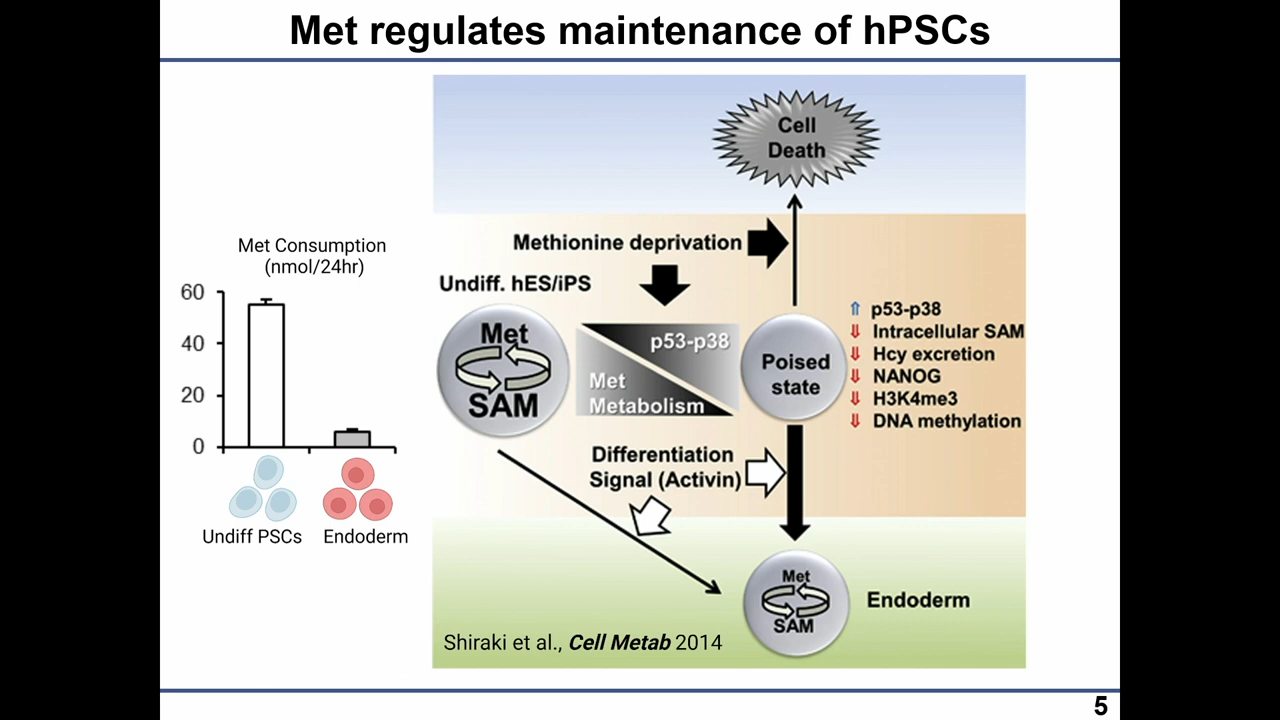 Met regulates maintenance of hPSCs
Met Consumption
(nmol/24hr)
60
40
20
0
Undiff PSCs
Endoderm
Cell
Death
Methionine deprivation
Undiff. hES/iPS
Met
SAM
p53-p38
Met
Metabolism
Poised
state
⇑ p53-p38
⇓ Intracellular SAM
⇓ Hcy excretion
⇓ NANOG
⇓ H3K4me3
⇓ DNA methylation
Differentiation
Signal (Activin)
Met
SAM
Endoderm
Shiraki et al., Cell Metab 2014
5